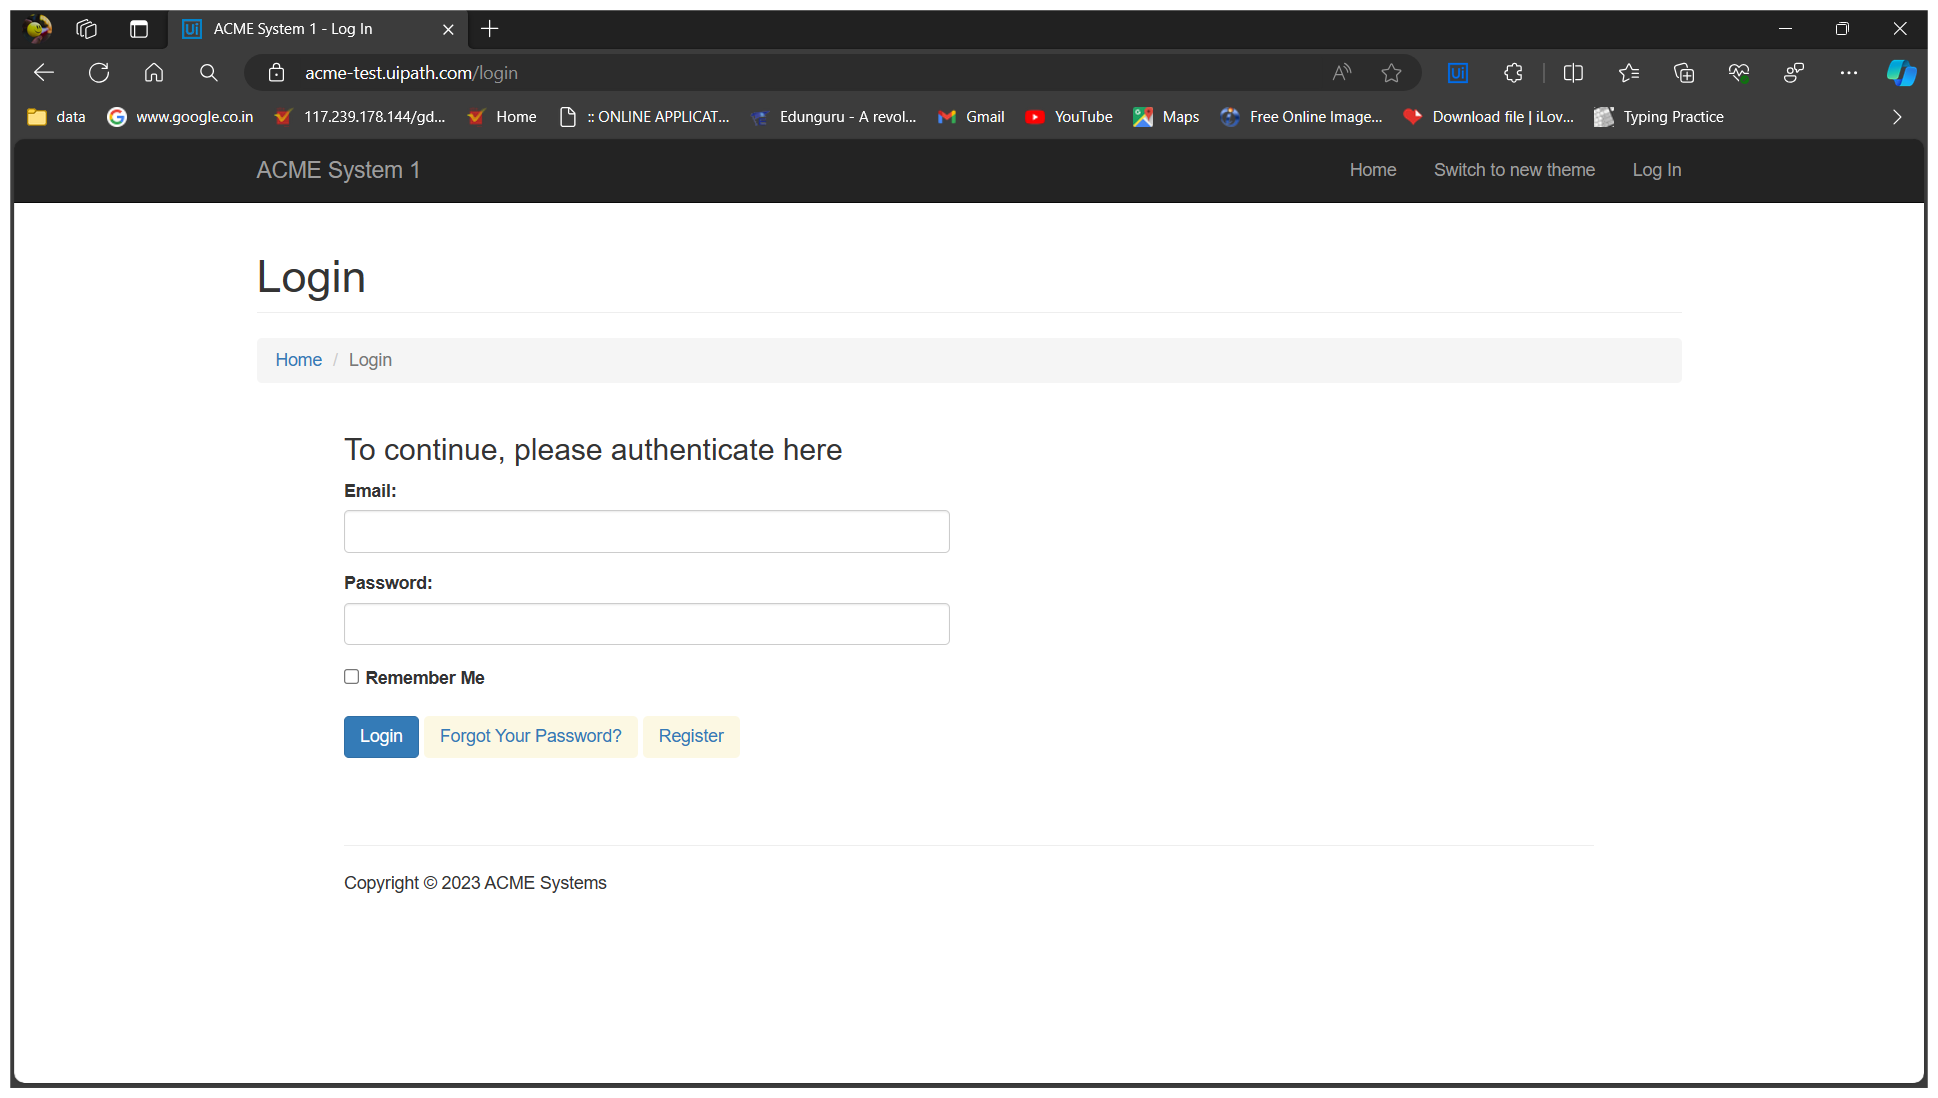 ACME System 1 - Log In
acme-test.uipath.com/login
Ui
data www.google.co.in 117.239.178.144/gd... Home :: ONLINE APPLICAT... Edunguru - A revol... Gmail YouTube Maps Free Online Image... Download file | iLov... Typing Practice
ACME System 1 Home Switch to new theme Log In
Login
Home / Login
To continue, please authenticate here
Email:
Password:
Remember Me
Login Forgot Your Password? Register
Copyright © 2023 ACME Systems